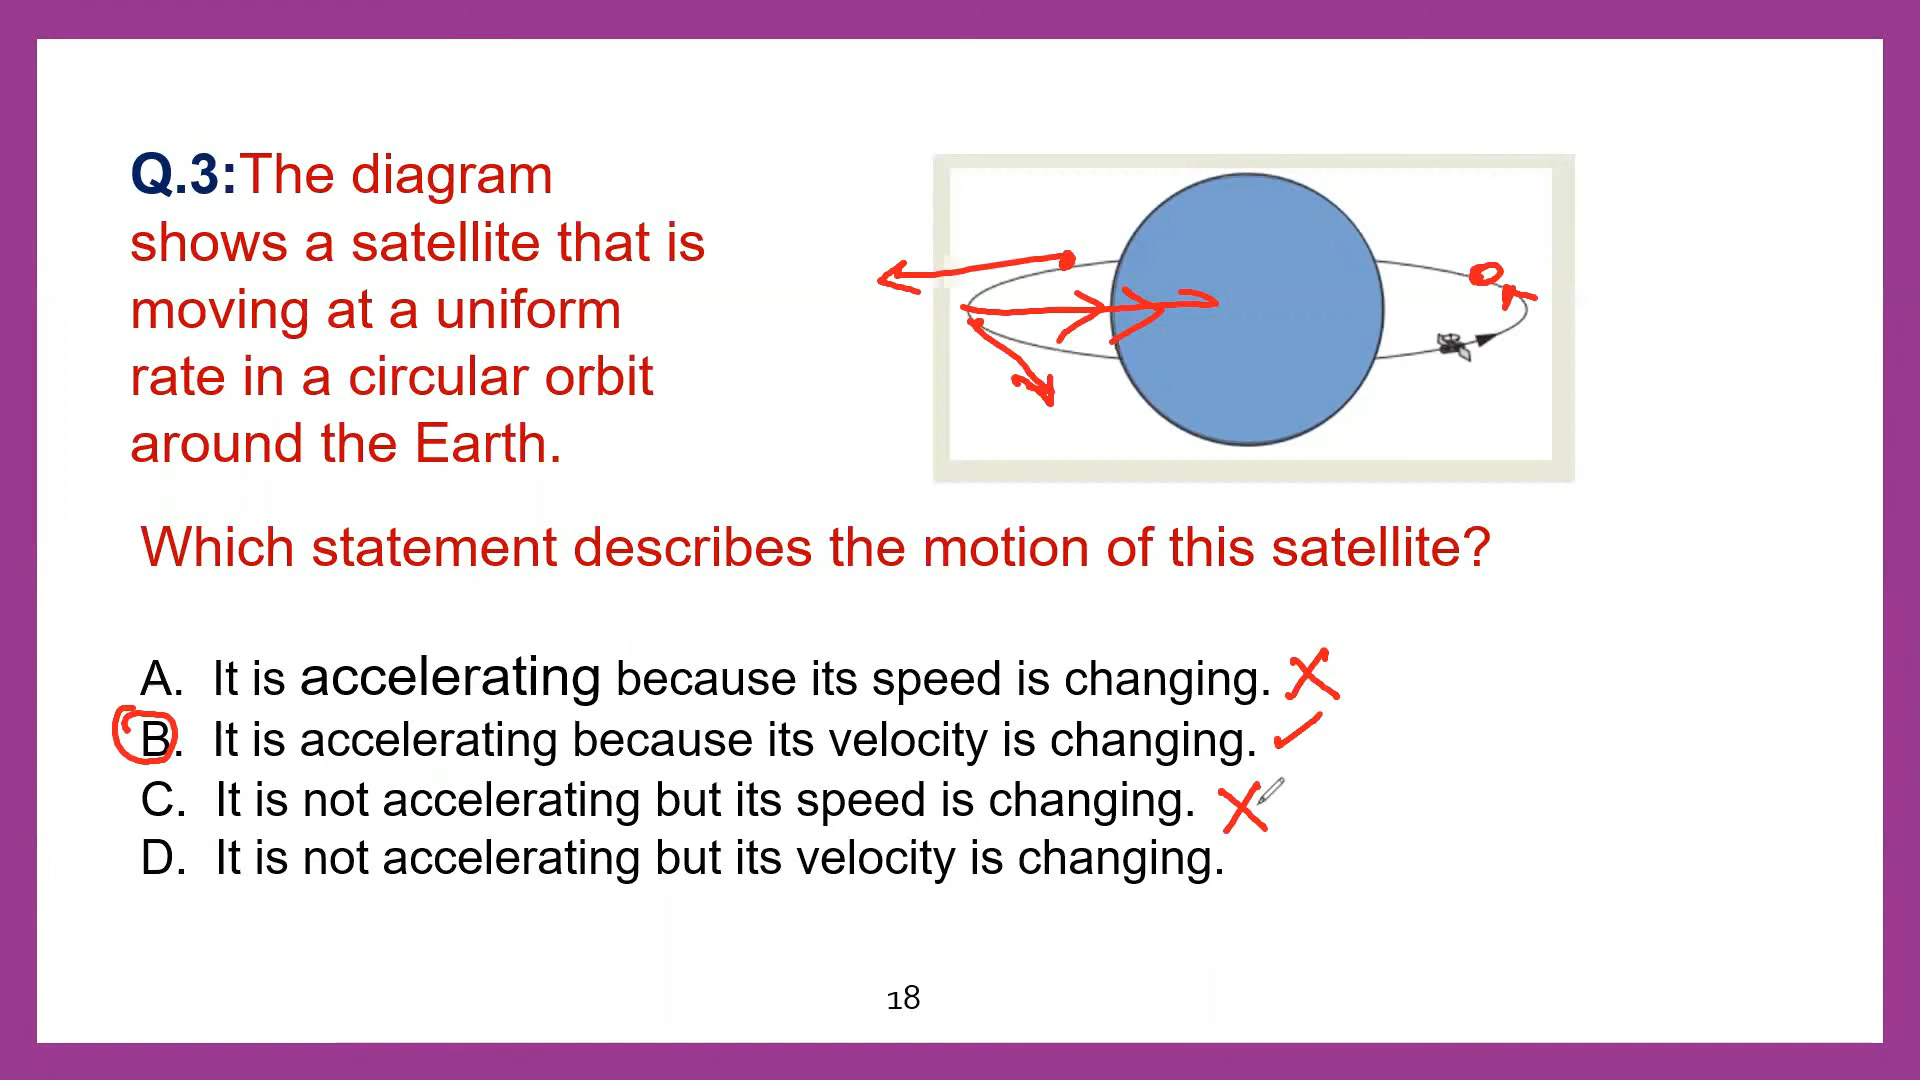 Q.3:The diagram
shows a satellite that is
moving at a uniform
rate in a circular orbit
around the Earth.
Which statement describes the motion of this satellite?
A. It is accelerating because its speed is changing.
B. It is accelerating because its velocity is changing.
C. It is not accelerating but its speed is changing.
D. It is not accelerating but its velocity is changing.
18